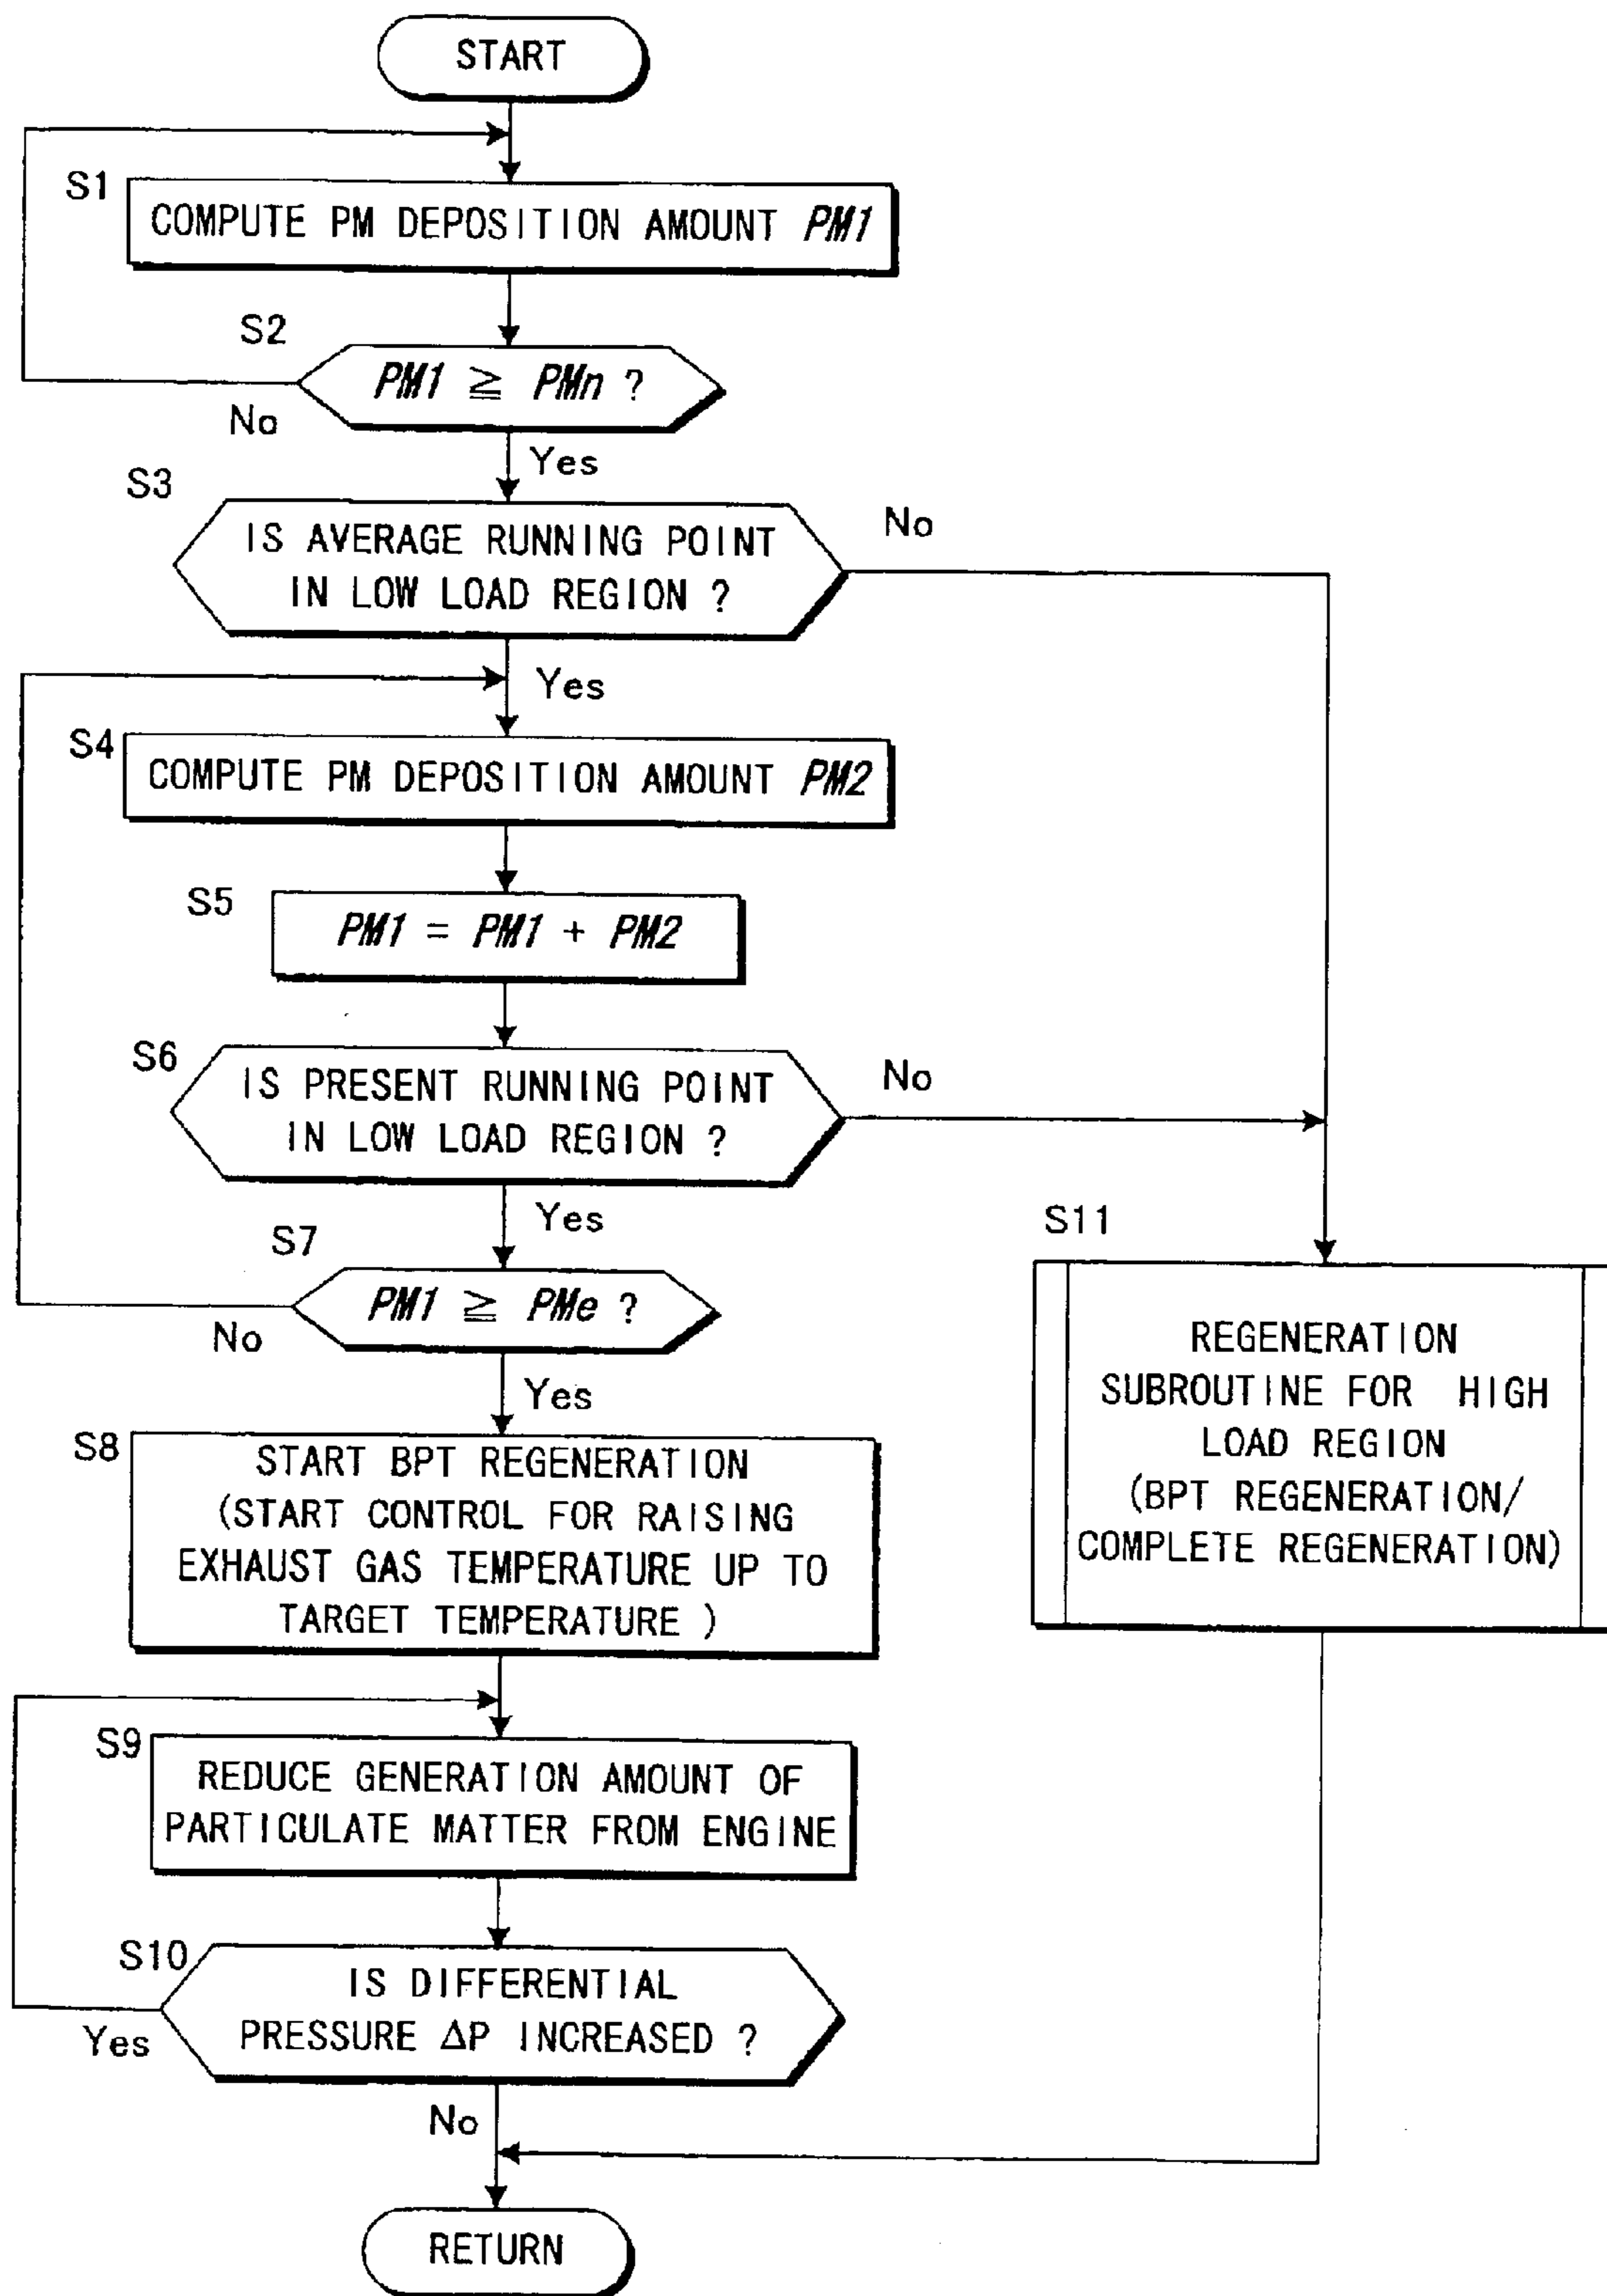 START
S1
COMPUTE PM DEPOSITION AMOUNT PM1
S2
PM1 ≧ PMn ?
No
Yes
S3
IS AVERAGE RUNNING POINT
IN LOW LOAD REGION ?
No
Yes
S4
COMPUTE PM DEPOSITION AMOUNT PM2
S5
PM1 = PM1 + PM2
S6
IS PRESENT RUNNING POINT
IN LOW LOAD REGION ?
No
Yes
S7
PM1 ≧ PMe ?
No
Yes
S11
REGENERATION
SUBROUTINE FOR HIGH
LOAD REGION
(BPT REGENERATION/
COMPLETE REGENERATION)
S8
START BPT REGENERATION
(START CONTROL FOR RAISING
EXHAUST GAS TEMPERATURE UP TO
TARGET TEMPERATURE )
S9
REDUCE GENERATION AMOUNT OF
PARTICULATE MATTER FROM ENGINE
S10
IS DIFFERENTIAL
PRESSURE ΔP INCREASED ?
Yes
No
RETURN